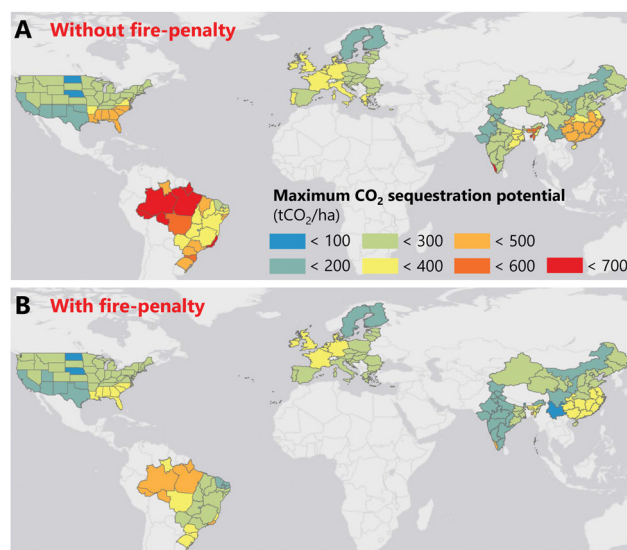 A Without fire-penalty
Maximum CO₂ sequestration potential
(tCO₂/ha)
< 100 < 300 < 500
< 200 < 400 < 600 < 700
B With fire-penalty